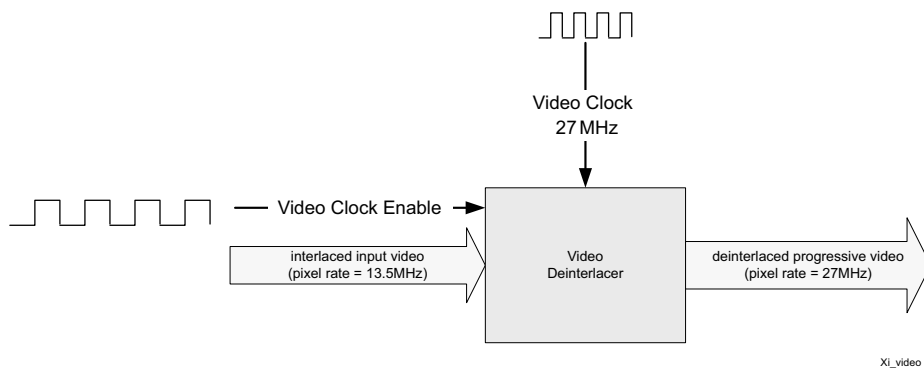 Video Clock
27 MHz
Video Clock Enable
interlaced input video
(pixel rate = 13.5MHz)
Video
Deinterlacer
deinterlaced progressive video
(pixel rate = 27MHz)
Xi_video